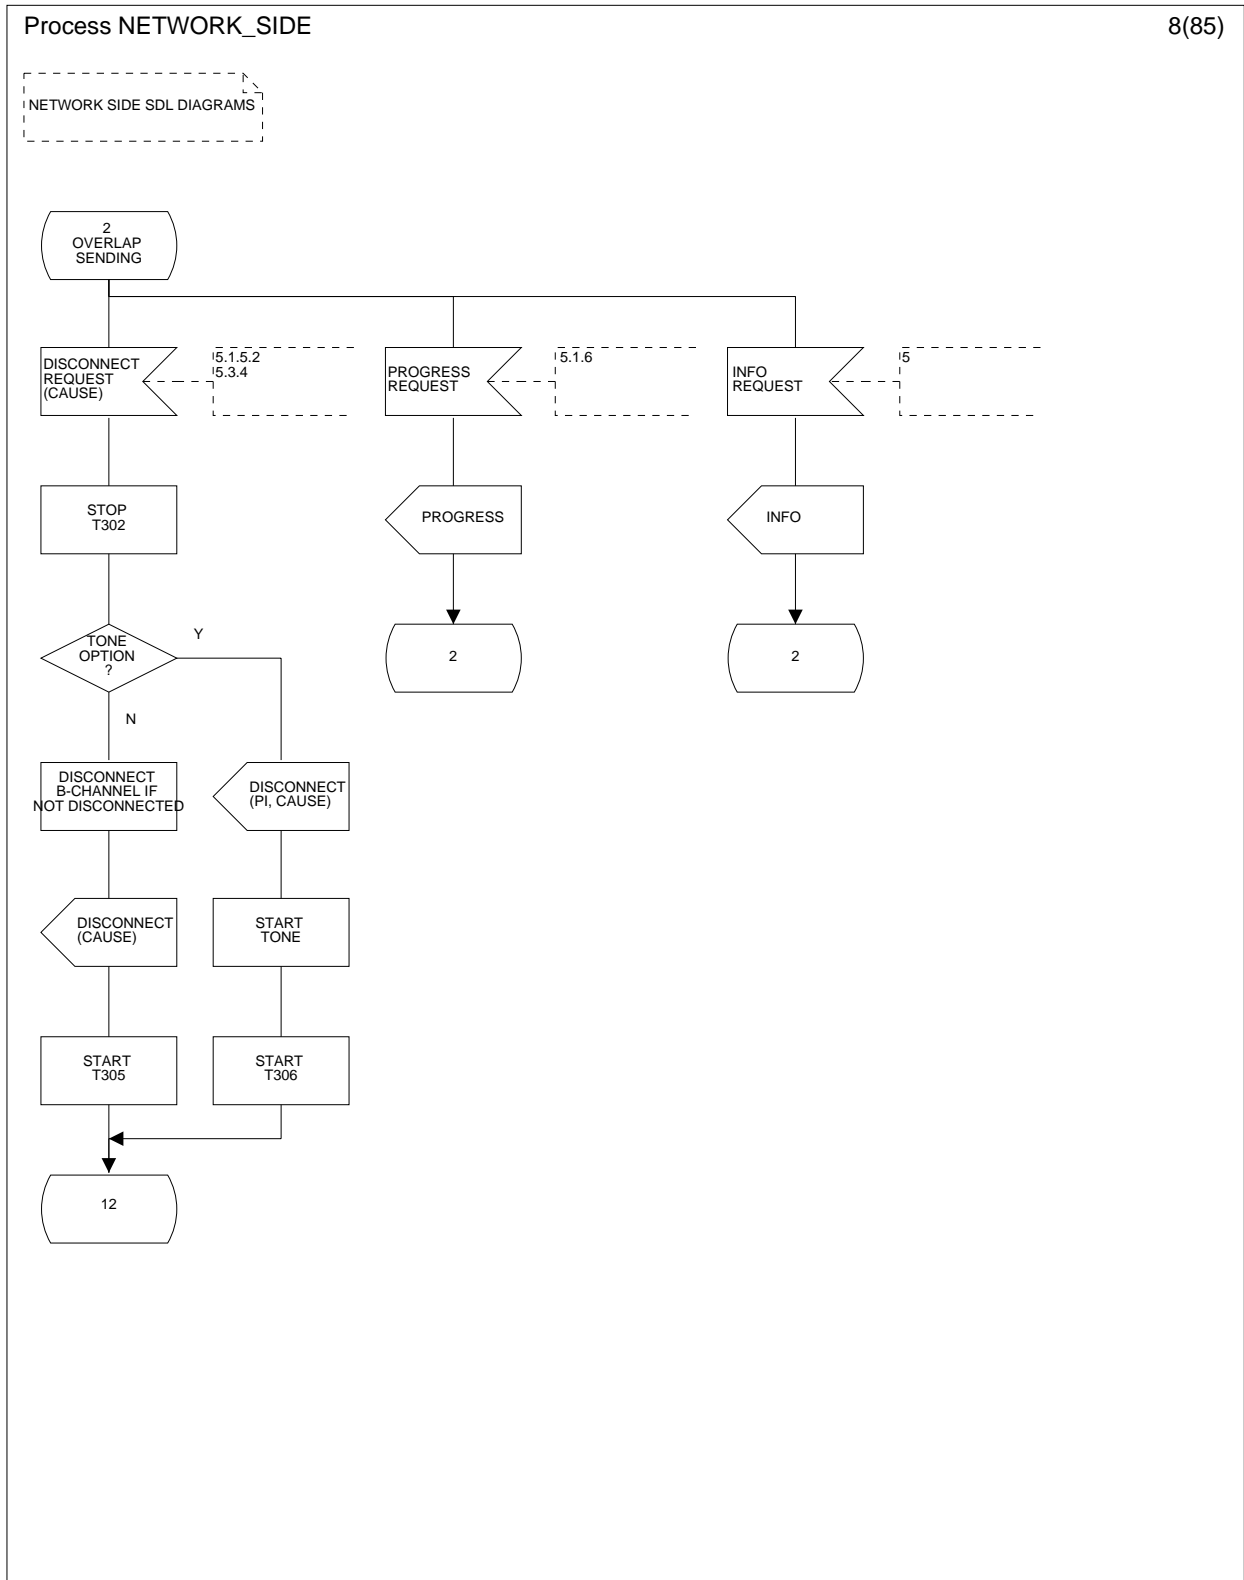 Process NETWORK_SIDE
8(85)
NETWORK SIDE SDL DIAGRAMS
2
OVERLAP
SENDING
DISCONNECT
REQUEST
(CAUSE)
5.1.5.2
5.3.4
PROGRESS
REQUEST
5.1.6
INFO
REQUEST
5
STOP
T302
PROGRESS
INFO
TONE
OPTION
?
Y
N
2
2
DISCONNECT
B-CHANNEL IF
NOT DISCONNECTED
DISCONNECT
(PI, CAUSE)
DISCONNECT
(CAUSE)
START
TONE
START
T305
START
T306
12